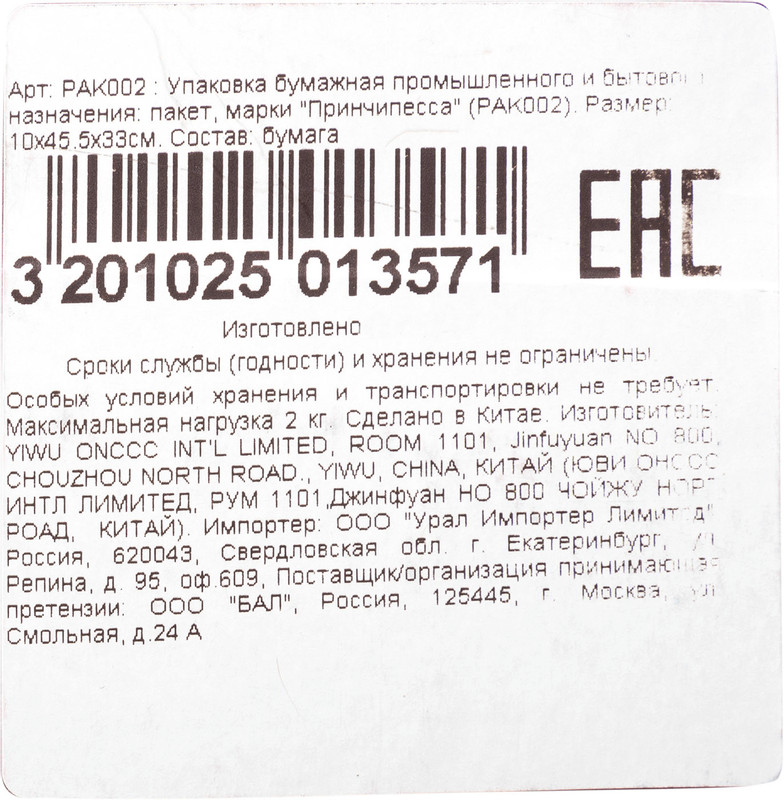 Арт: PAK002 : Упаковка бумажная промышленного и бытового
назначения: пакет, марки "Принчипесса" (PAK002). Размер:
10x45.5x33см. Состав: бумага
EAC
3 201025 013571
Изготовлено
Сроки службы (годности) и хранения не ограничены.
Особых условий хранения и транспортировки не требует.
Максимальная нагрузка 2 кг. Сделано в Китае. Изготовитель:
YIWU ONCCC INT'L LIMITED, ROOM 1101, Jinfuyuan NO 800,
CHOUZHOU NORTH ROAD., YIWU, CHINA, КИТАЙ (ЮВИ ОНССС
ИНТЛ ЛИМИТЕД, РУМ 1101,Джинфуан НО 800 ЧОЙЖУ НОРТ
РОАД, КИТАЙ). Импортер: ООО "Урал Импортер Лимитед"
Россия, 620043, Свердловская обл. г. Екатеринбург, ул
Репина, д. 95, оф.609, Поставщик/организация принимающая
претензии: ООО "БАЛ", Россия, 125445, г. Москва, ул
Смольная, д.24 А